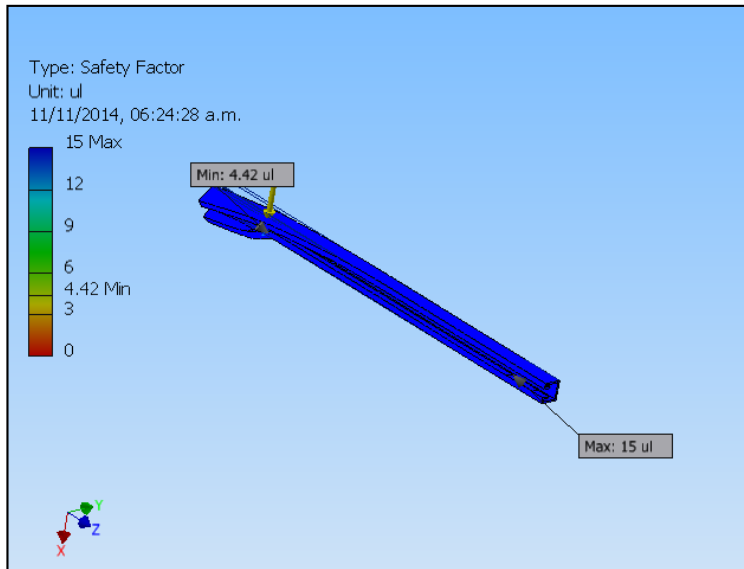 Type: Safety Factor
Unit: ul
11/11/2014, 06:24:28 a.m.
15 Max
12
9
6
4.42 Min
3
0
Min: 4.42 ul
Max: 15 ul
Y
Z
X